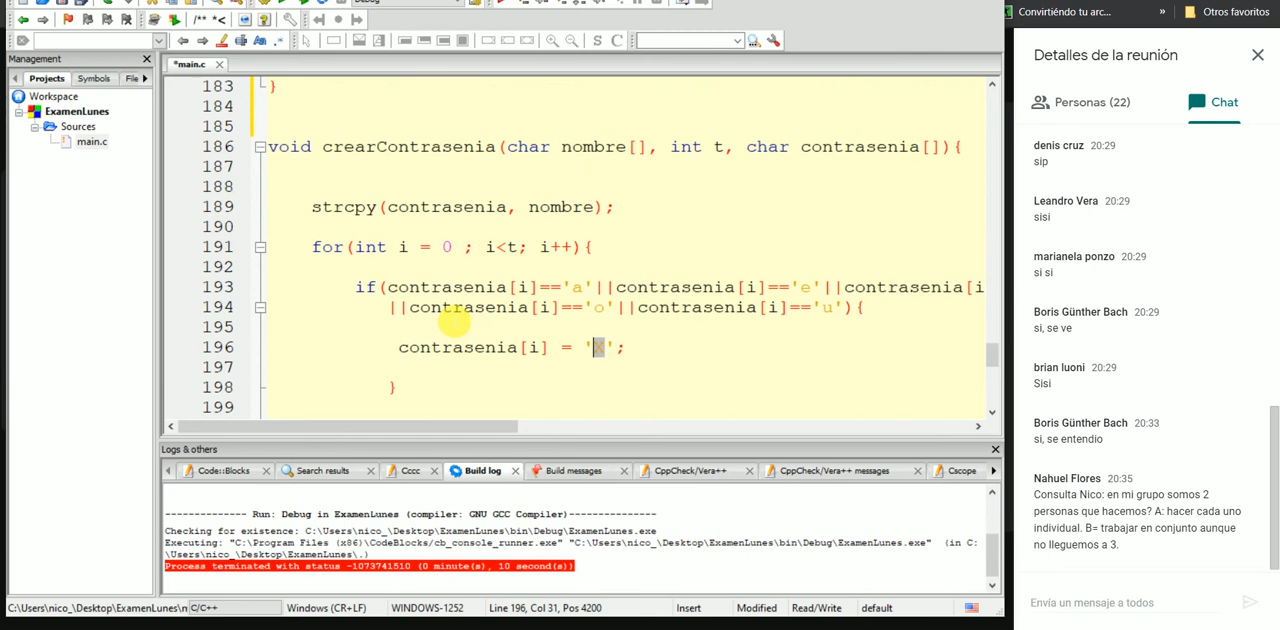 Debug
Convirtiéndo tu arc...
»
Otros favoritos
/** *<
S C
Management
*main.c
Projects Symbols File
Workspace
ExamenLunes
Sources
main.c
183 }
184
185
186 void crearContrasenia(char nombre[], int t, char contrasenia[]){
187
188
189 strcpy(contrasenia, nombre);
190
191 for(int i = 0 ; i<t; i++){
192
193 if(contrasenia[i]=='a'||contrasenia[i]=='e'||contrasenia[i
194 ||contrasenia[i]=='o'||contrasenia[i]=='u'){
195
196 contrasenia[i] = 'X';
197
198 }
199
Logs & others
Code::Blocks Search results Cccc Build log Build messages CppCheck/Vera++ CppCheck/Vera++ messages Cscope
-------------- Run: Debug in ExamenLunes (compiler: GNU GCC Compiler)---------------
Checking for existence: C:\Users\nico_\Desktop\ExamenLunes\bin\Debug\ExamenLunes.exe
Executing: "C:\Program Files (x86)\CodeBlocks/cb_console_runner.exe" "C:\Users\nico_\Desktop\ExamenLunes\bin\Debug\ExamenLunes.exe" (in C:
\Users\nico_\Desktop\ExamenLunes\.)
Process terminated with status -1073741510 (0 minute(s), 10 second(s))
C:\Users\nico_\Desktop\ExamenLunes\m C/C++ Windows (CR+LF) WINDOWS-1252 Line 196, Col 31, Pos 4200 Insert Modified Read/Write default
Detalles de la reunión
Personas (22) Chat
denis cruz 20:29
sip
Leandro Vera 20:29
sisi
marianela ponzo 20:29
si si
Boris Günther Bach 20:29
si, se ve
brian luoni 20:29
Sisi
Boris Günther Bach 20:33
si, se entendio
Nahuel Flores 20:35
Consulta Nico: en mi grupo somos 2
personas que hacemos? A: hacer cada uno
individual. B= trabajar en conjunto aunque
no lleguemos a 3.
Envía un mensaje a todos